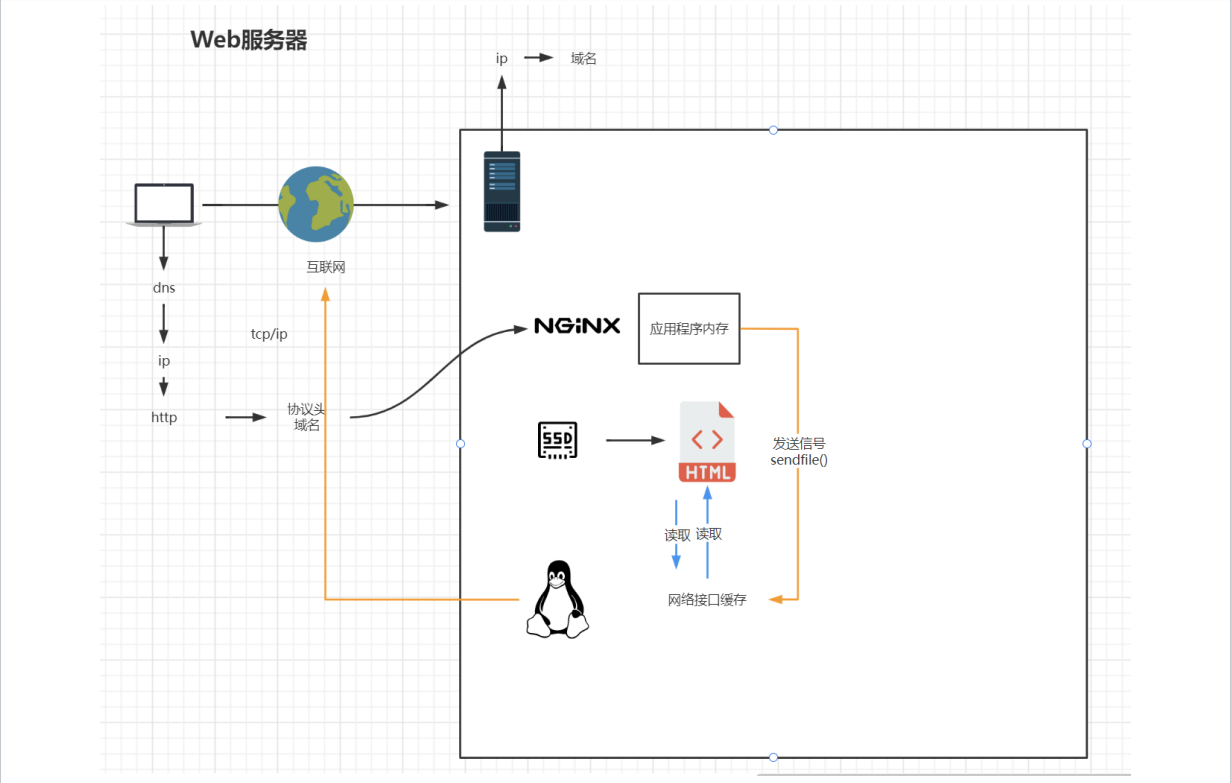 Web服务器
ip
域名
互联网
dns
tcp/ip
NGiNX
应用程序内存
ip
http
协议头
域名
SSD
HTML
发送信号
sendfile()
读取
读取
网络接口缓存